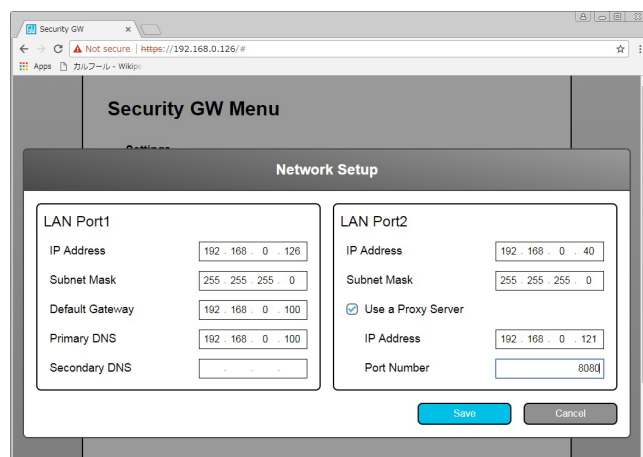 Security GW
Not secure | https://192.168.0.126/#
Apps カルフール - Wikip
Security GW Menu
Network Setup
LAN Port1
IP Address 192 . 168 . 0 . 126
Subnet Mask 255 . 255 . 255 . 0
Default Gateway 192 . 168 . 0 . 100
Primary DNS 192 . 168 . 0 . 100
Secondary DNS . . .
LAN Port2
IP Address 192 . 168 . 0 . 40
Subnet Mask 255 . 255 . 255 . 0
Use a Proxy Server
IP Address 192 . 168 . 0 . 121
Port Number 8080
Save Cancel